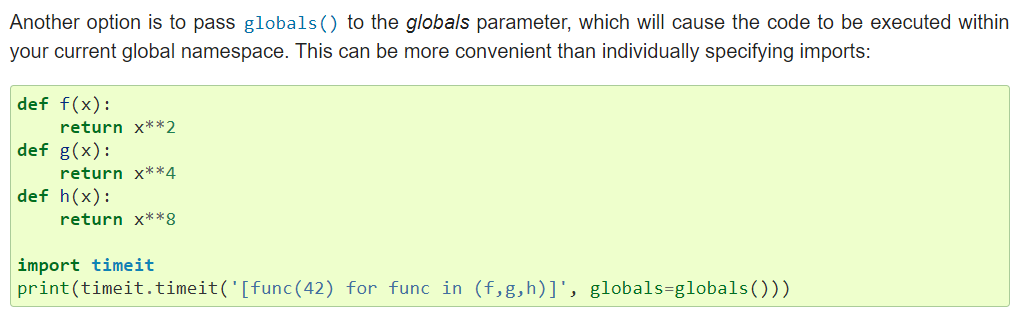 Another option is to pass globals() to the globals parameter, which will cause the code to be executed within
your current global namespace. This can be more convenient than individually specifying imports:
def f(x):
    return x**2
def g(x):
    return x**4
def h(x):
    return x**8

import timeit
print(timeit.timeit('[func(42) for func in (f,g,h)]', globals=globals()))